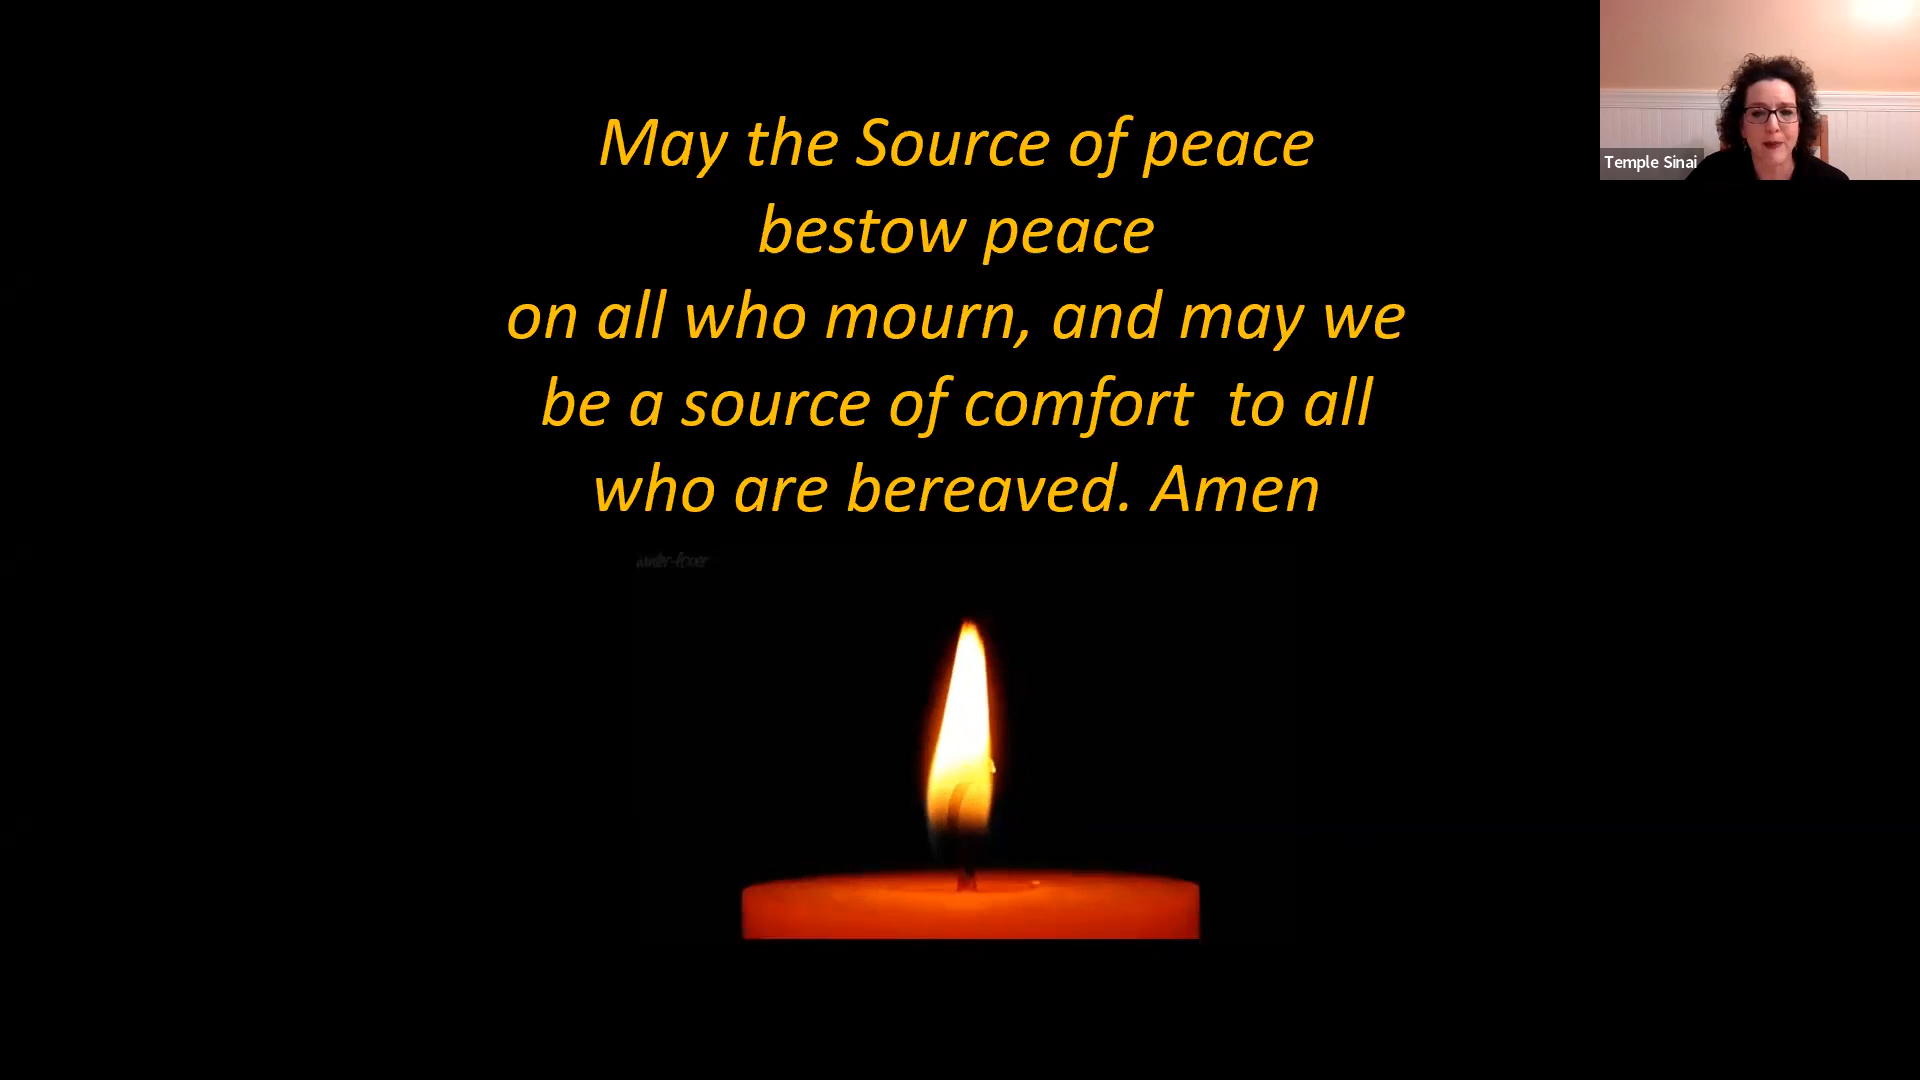 May the Source of peace
bestow peace
on all who mourn, and may we
be a source of comfort  to all
who are bereaved. Amen
Temple Sinai